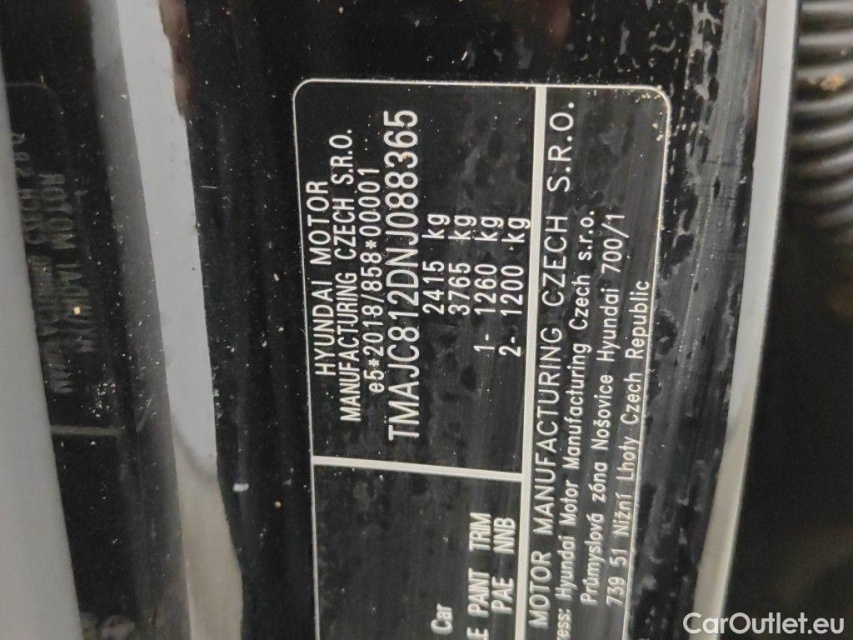 HYUNDAI MOTOR
MANUFACTURING CZECH S.R.O.
e5*2018/858*00001
TMAJC812DNJ088365
2415 kg
3765 kg
1- 1260 kg
2- 1200 kg
Car
PAINT TRIM
PAE NNB
MOTOR MANUFACTURING CZECH S.R.O.
ress: Hyundai Motor Manufacturing Czech s.r.o.
Průmyslová zóna Nošovice Hyundai 700/1
739 51 Nižní Lhoty Czech Republic
CarOutlet.eu